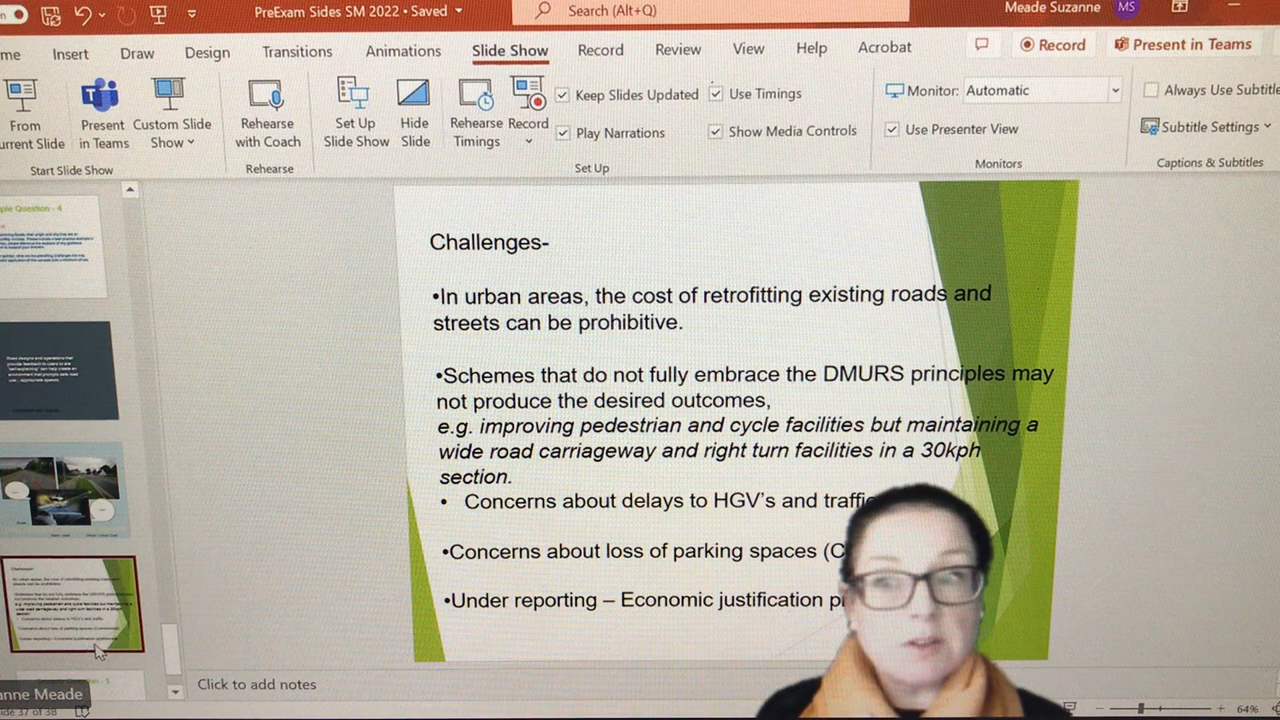 PreExam Sides SM 2022 • Saved
Search (Alt+Q)
Meade Suzanne
MS
Insert
Draw
Design
Transitions
Animations
Slide Show
Record
Review
View
Help
Acrobat
Record
Present in Teams
From
Current Slide
Present
in Teams
Custom Slide
Show
Rehearse
with Coach
Set Up
Slide Show
Hide
Slide
Rehearse
Timings
Record
Keep Slides Updated
Play Narrations
Use Timings
Show Media Controls
Monitor:
Automatic
Use Presenter View
Always Use
Subtitle Settings
Start Slide Show
Rehearse
Set Up
Monitors
Captions & Subtitles
Question - 4
Challenges-
•In urban areas, the cost of retrofitting existing roads and
streets can be prohibitive.
•Schemes that do not fully embrace the DMURS principles may
not produce the desired outcomes,
e.g. improving pedestrian and cycle facilities but maintaining a
wide road carriageway and right turn facilities in a 30kph
section.
• Concerns about delays to HGV's and traffic
•Concerns about loss of parking spaces (C
•Under reporting – Economic justification
Click to add notes
anne Meade
37 of 38
64%